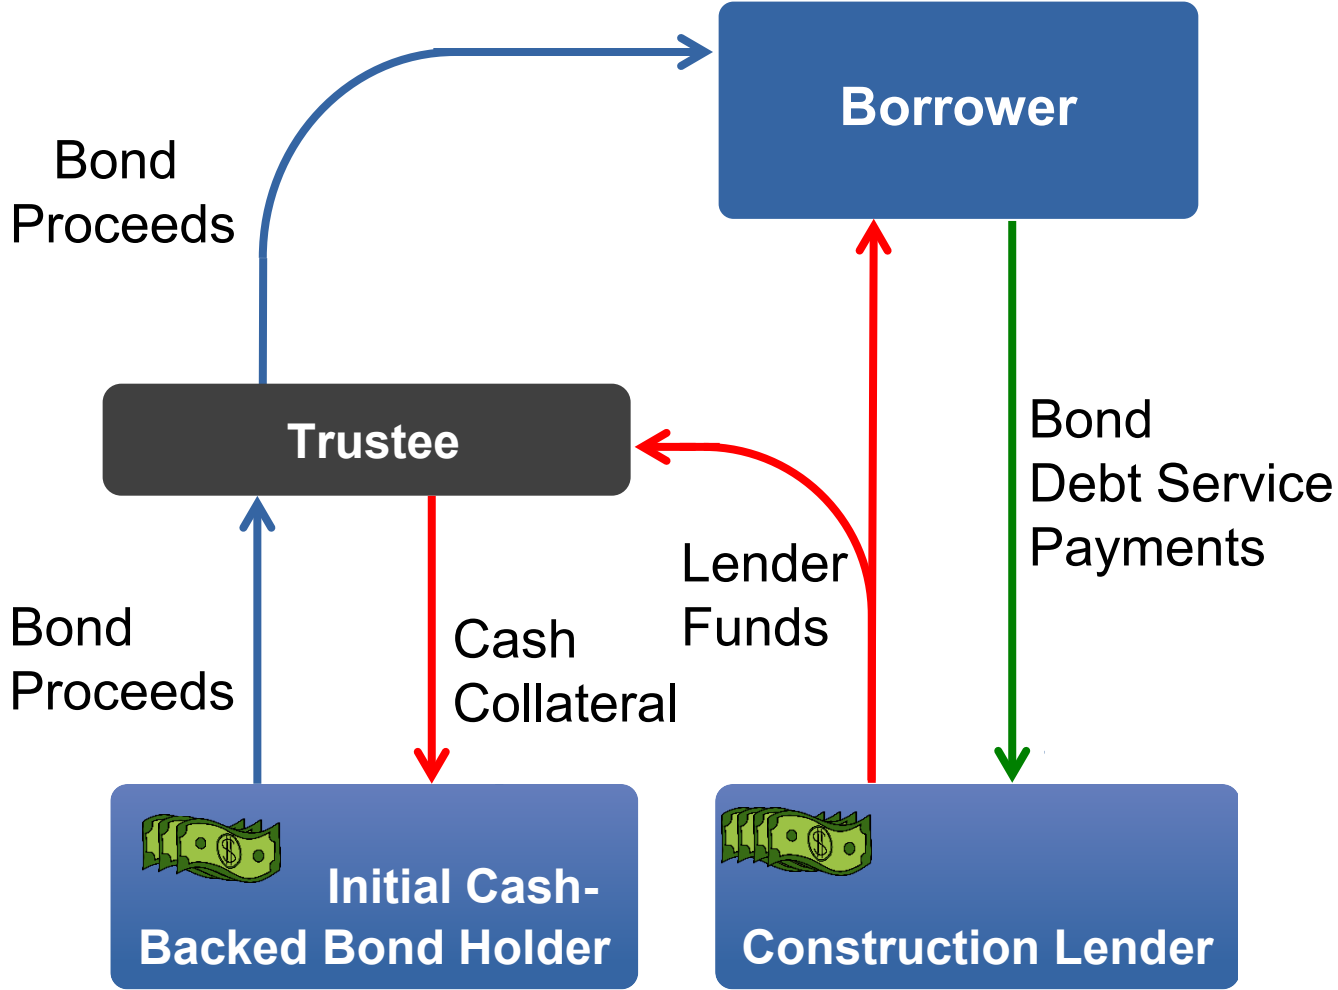 Borrower
Bond
Proceeds
Trustee
Bond
Debt Service
Payments
Lender
Funds
Bond
Proceeds
Cash
Collateral
$
Initial Cash-
Backed Bond Holder
$
Construction Lender